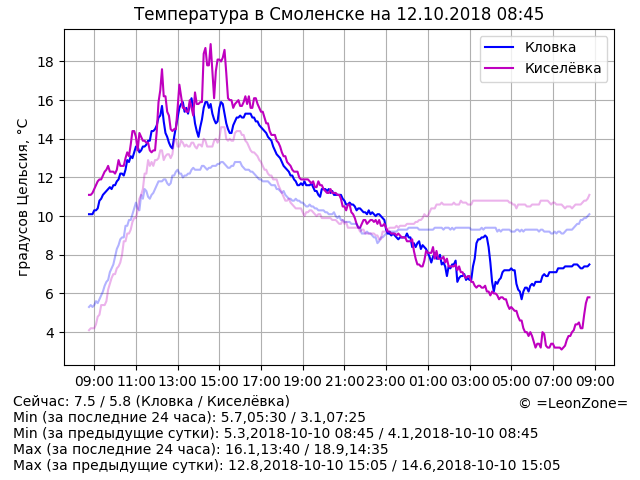 Температура в Смоленске на 12.10.2018 08:45
градусов Цельсия, °C
18
16
14
12
10
8
6
4
Кловка
Киселёвка
09:00 11:00 13:00 15:00 17:00 19:00 21:00 23:00 01:00 03:00 05:00 07:00 09:00
Сейчас: 7.5 / 5.8 (Кловка / Киселёвка)
© =LeonZone=
Min (за последние 24 часа): 5.7,05:30 / 3.1,07:25
Min (за предыдущие сутки): 5.3,2018-10-10 08:45 / 4.1,2018-10-10 08:45
Max (за последние 24 часа): 16.1,13:40 / 18.9,14:35
Max (за предыдущие сутки): 12.8,2018-10-10 15:05 / 14.6,2018-10-10 15:05